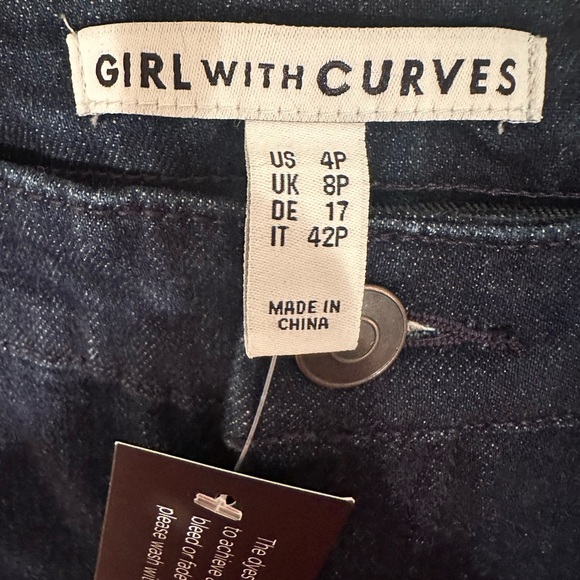 GIRL WITH CURVES
US 4P
UK 8P
DE 17
IT 42P
MADE IN
CHINA
The dyes
to achieve
bleed or fade
please wash